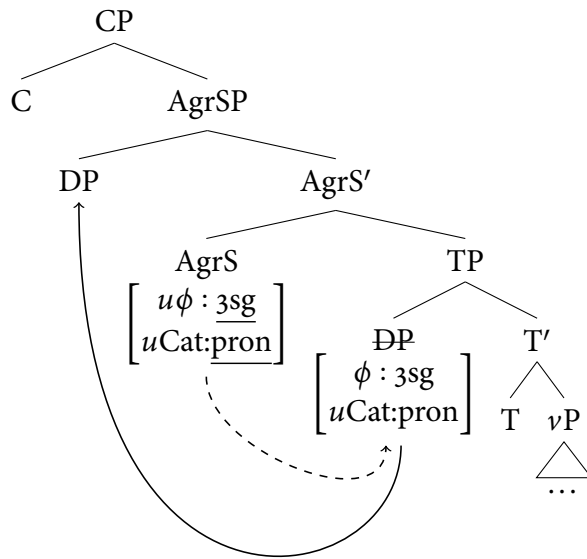 CP
C AgrSP
DP AgrS′
AgrS TP
uϕ : 3sg
uCat:pron
DP T′
ϕ : 3sg
uCat:pron
T vP
...